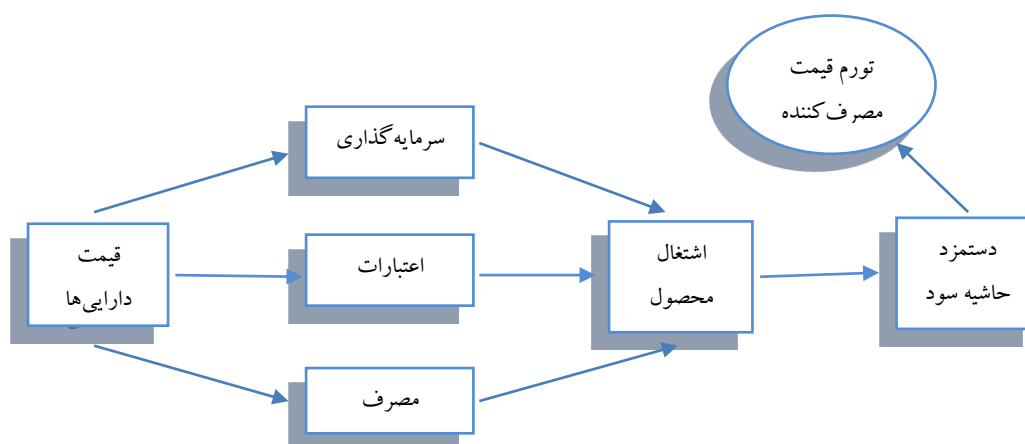 تورم قیمت
مصرف‌کننده
سرمایه‌گذاری
قیمت
دارایی‌ها
اعتبارات
اشتغال
محصول
دستمزد
حاشیه سود
مصرف